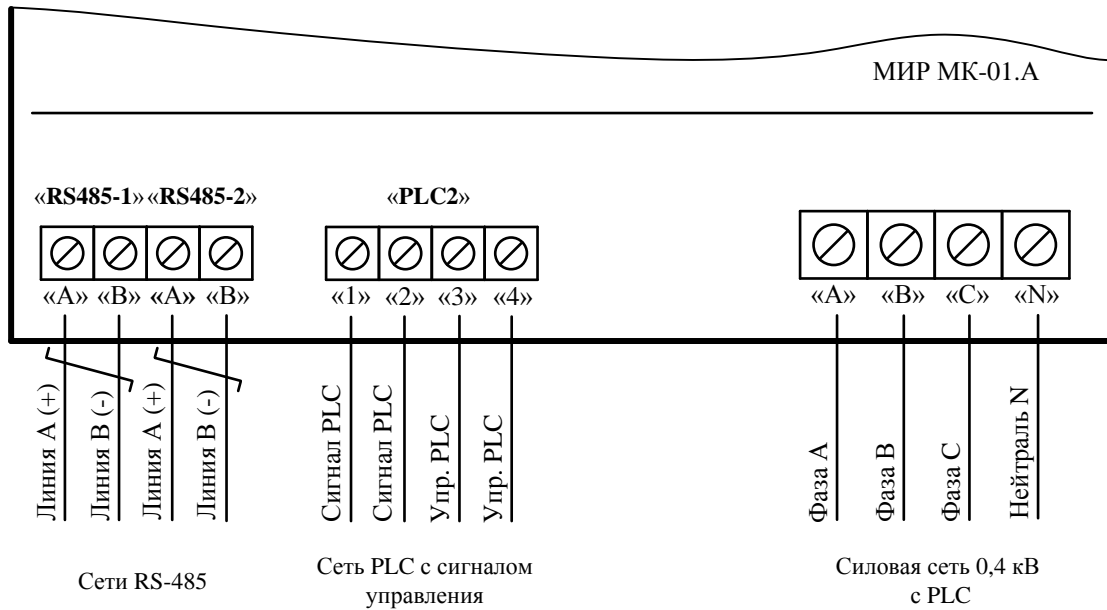 МИР МК-01.А
«RS485-1» «RS485-2» «PLC2»
«А» «В» «А» «В» «1» «2» «3» «4» «А» «В» «С» «N»
Линия А (+)
Линия В (-)
Линия А (+)
Линия В (-)
Сигнал PLC
Сигнал PLC
Упр. PLC
Упр. PLC
Фаза А
Фаза В
Фаза С
Нейтраль N
Сети RS-485
Сеть PLC с сигналом
управления
Силовая сеть 0,4 кВ
с PLC